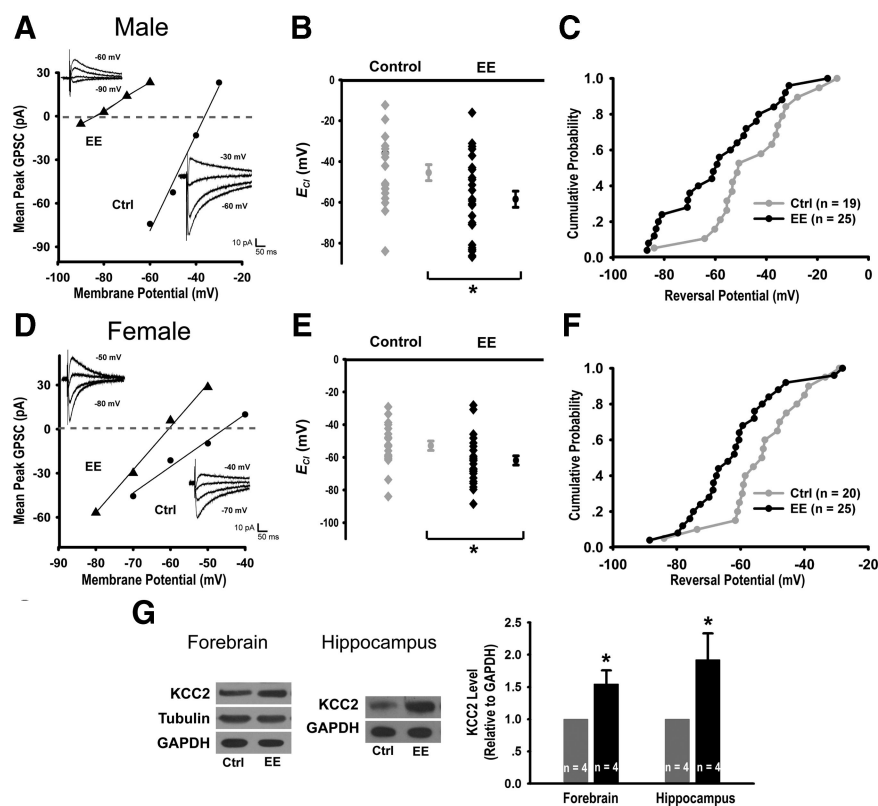 A Male
Mean Peak GPSC (pA)
30
0
-30
-60
-90
-60 mV
-90 mV
EE
Ctrl
-30 mV
-60 mV
10 pA
50 ms
-100 -80 -60 -40 -20
Membrane Potential (mV)
B
Control EE
E_Cl (mV)
0
-20
-40
-60
-80
*
C
Cumulative Probability
1.0
.8
.6
.4
.2
.0
Ctrl (n = 19)
EE (n = 25)
-100 -80 -60 -40 -20 0
Reversal Potential (mV)
D Female
Mean Peak GPSC (pA)
30
0
-30
-60
-50 mV
-80 mV
EE
Ctrl
-40 mV
-70 mV
10 pA
50 ms
-90 -80 -70 -60 -50 -40
Membrane Potential (mV)
E
Control EE
E_Cl (mV)
0
-20
-40
-60
-80
-100
*
F
Cumulative Probability
1.0
.8
.6
.4
.2
.0
Ctrl (n = 20)
EE (n = 25)
-100 -80 -60 -40 -20
Reversal Potential (mV)
G
Forebrain
KCC2
Tubulin
GAPDH
Ctrl EE
Hippocampus
KCC2
GAPDH
Ctrl EE
KCC2 Level
(Relative to GAPDH)
2.5
2.0
1.5
1.0
0.5
0.0
* *
n = 4 n = 4 n = 4 n = 4
Forebrain Hippocampus